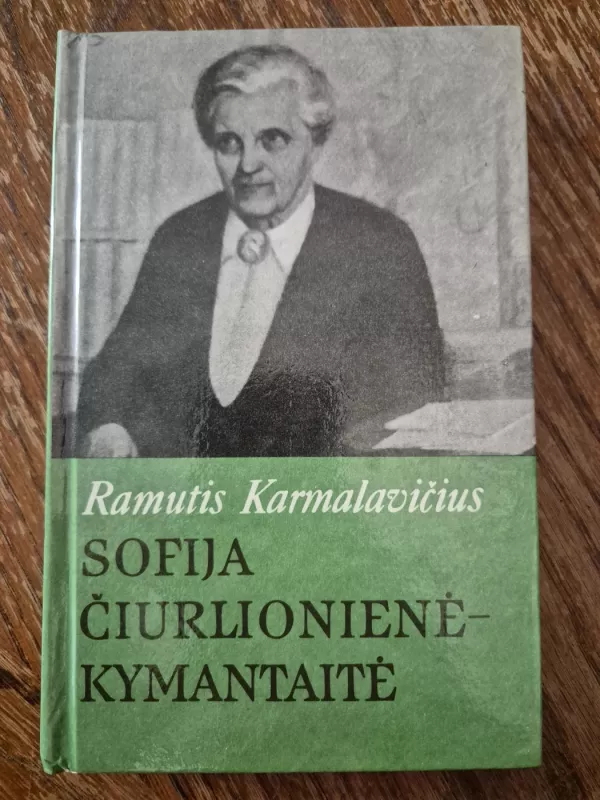 Ramutis Karmalavičius
SOFIJA
ČIURLIONIENĖ–
KYMANTAITĖ